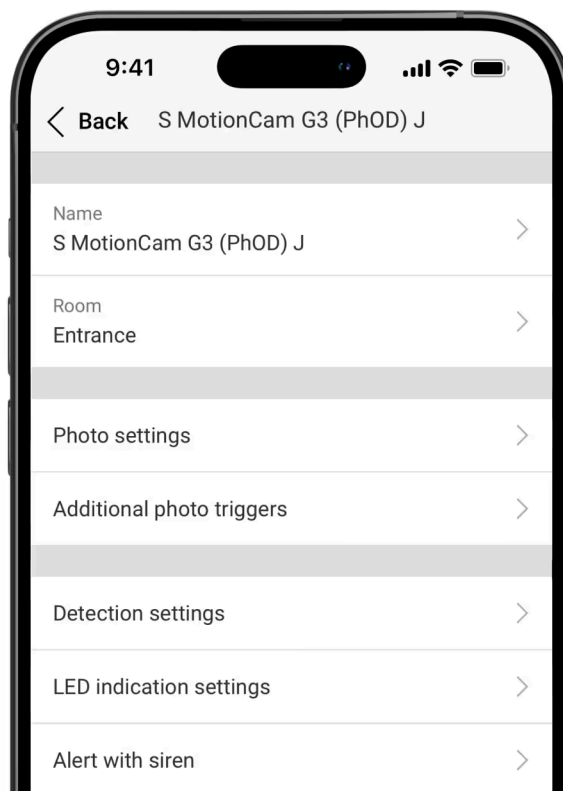 9:41
Back S MotionCam G3 (PhOD) J
Name
S MotionCam G3 (PhOD) J
Room
Entrance
Photo settings
Additional photo triggers
Detection settings
LED indication settings
Alert with siren